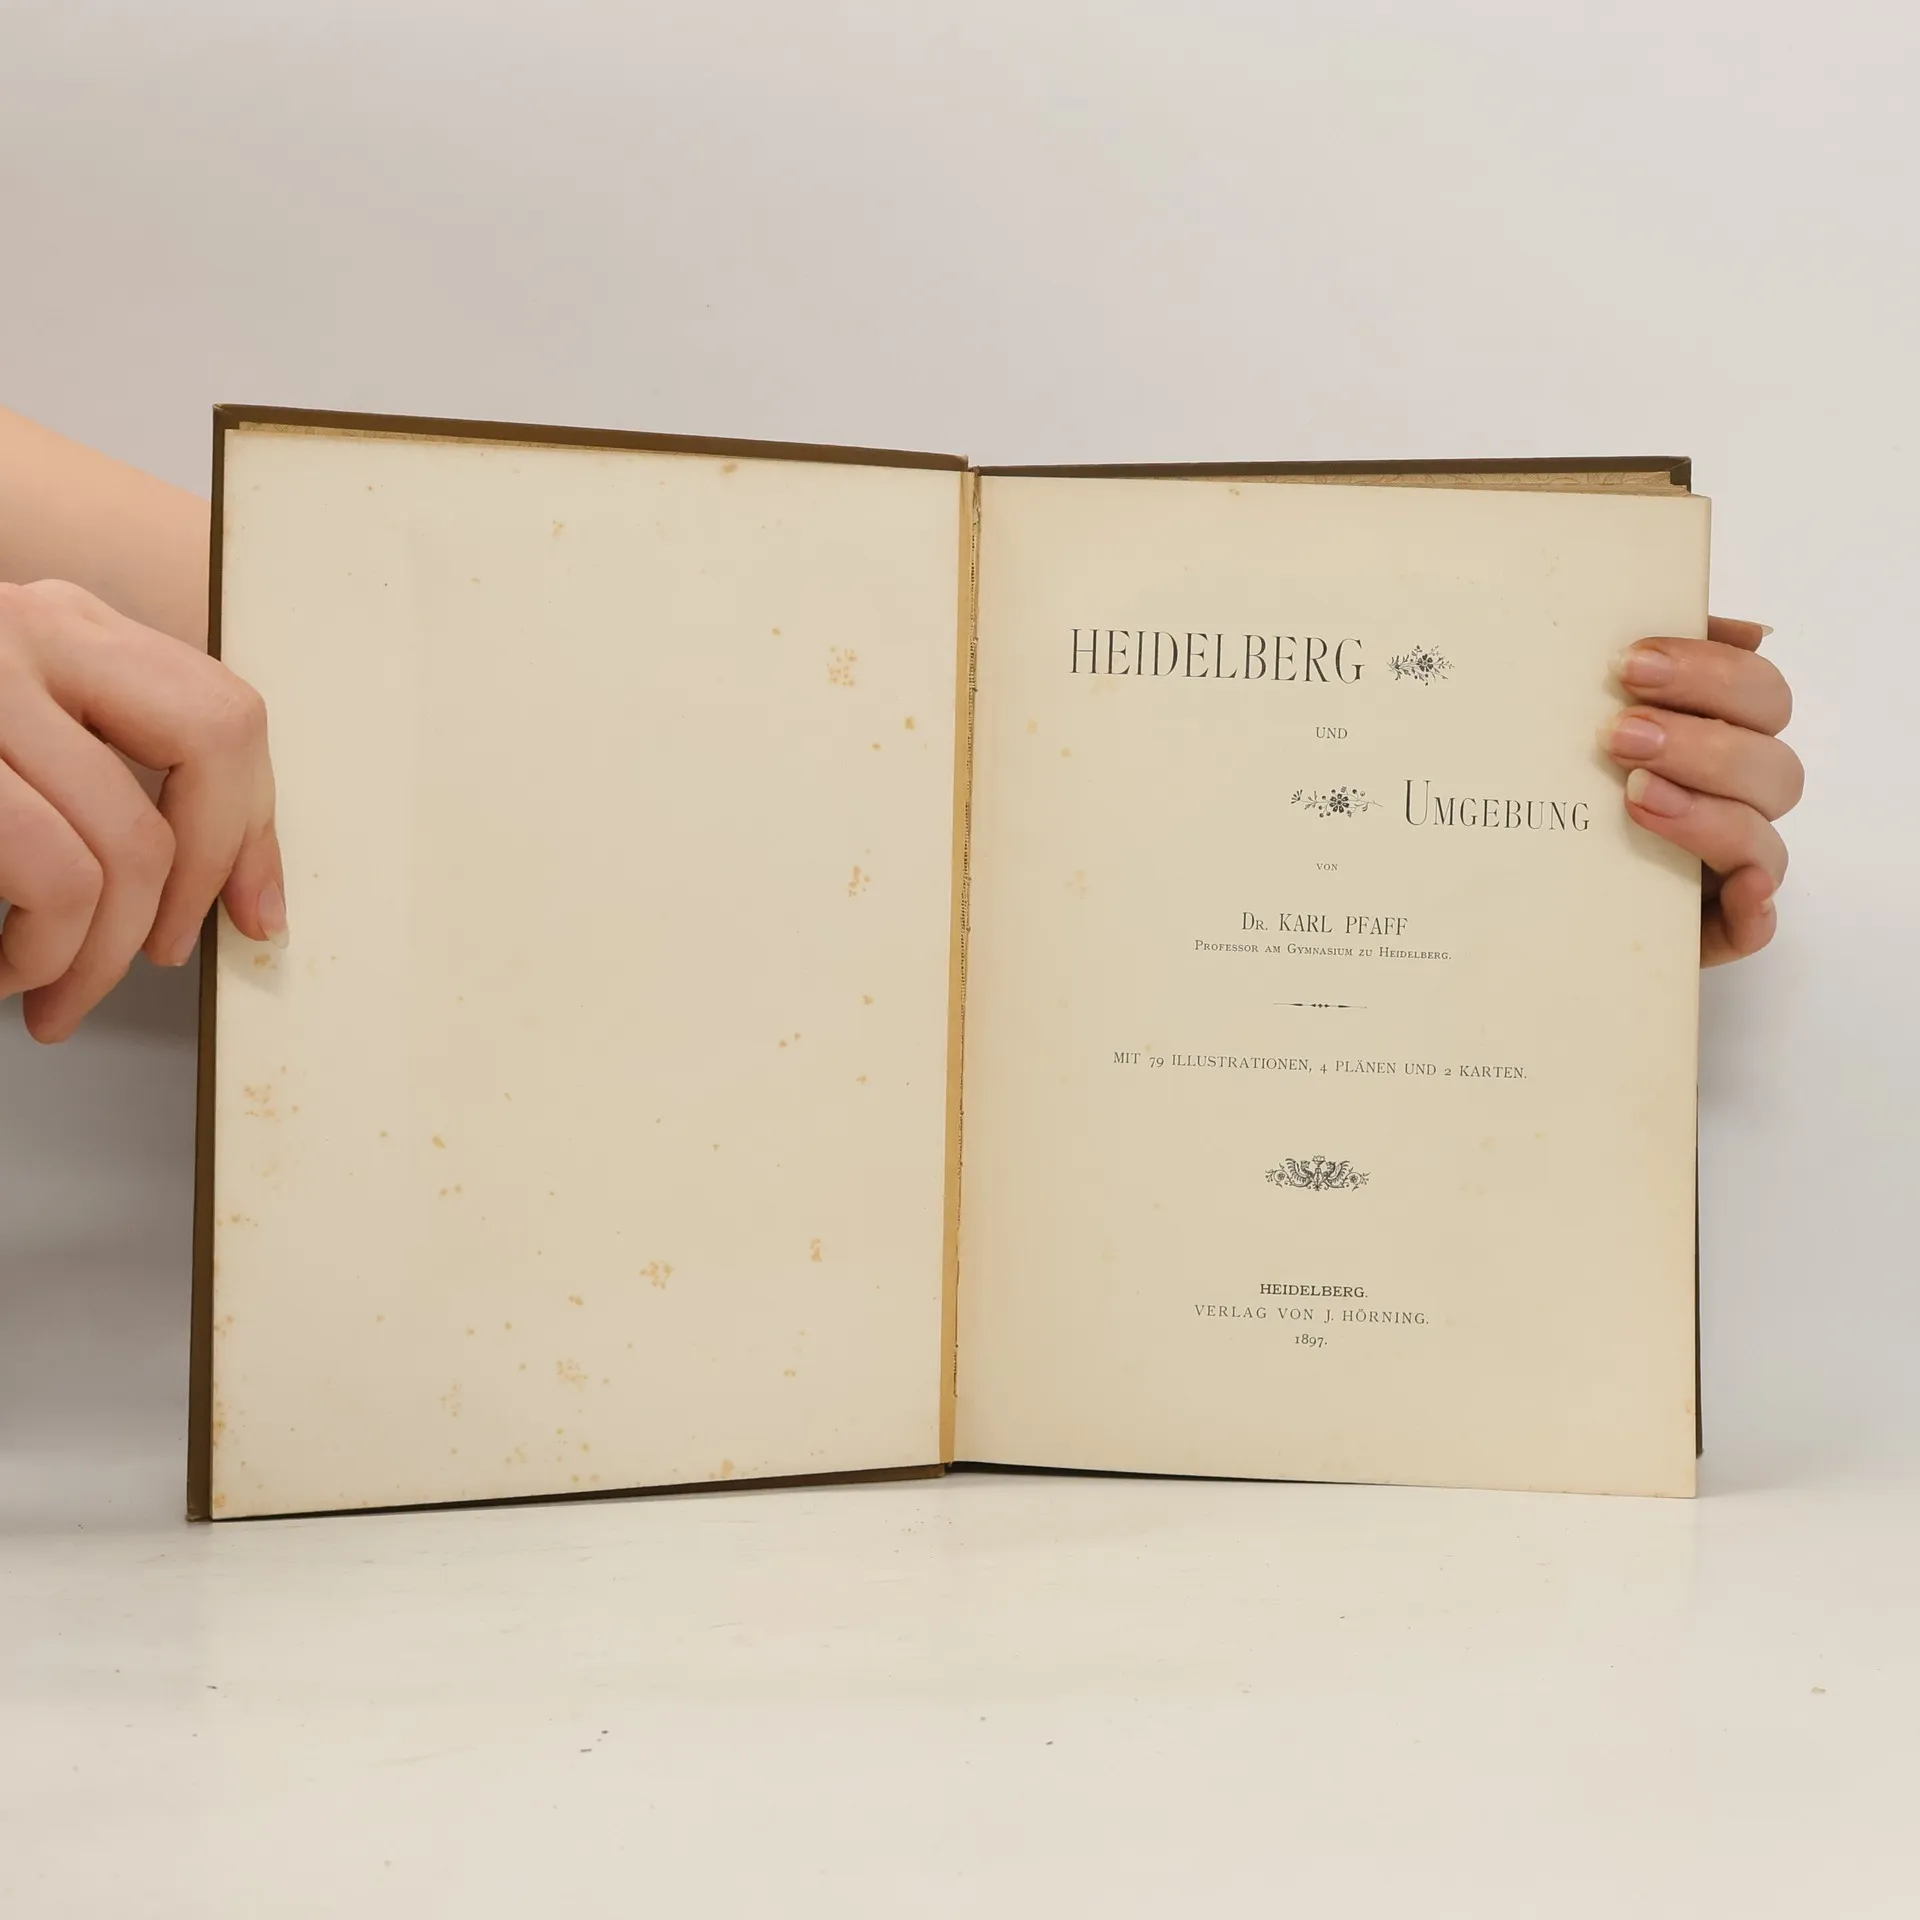 HEIDELBERG
UND
UMGEBUNG
VON
DR. KARL PFAFF
PROFESSOR AM GYMNASIUM ZU HEIDELBERG.
MIT 79 ILLUSTRATIONEN, 4 PLÄNEN UND 2 KARTEN.
HEIDELBERG.
VERLAG VON J. HÖRNING.
1897.